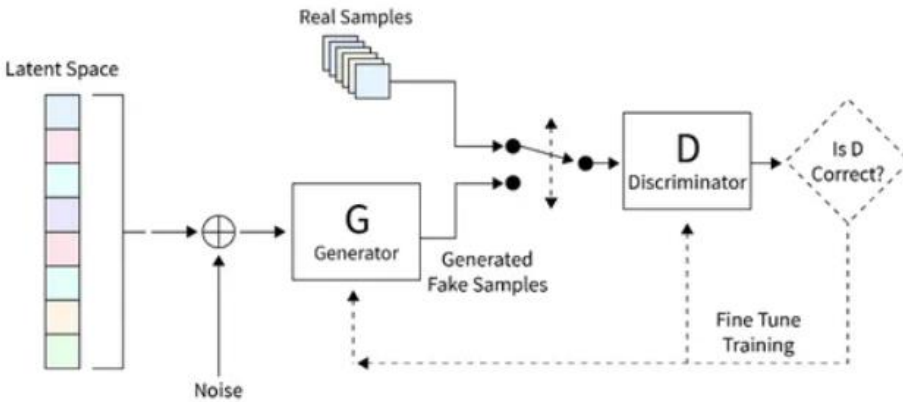 Real Samples
Latent Space
D
Discriminator
Is D
Correct?
G
Generator
Generated
Fake Samples
Fine Tune
Training
Noise